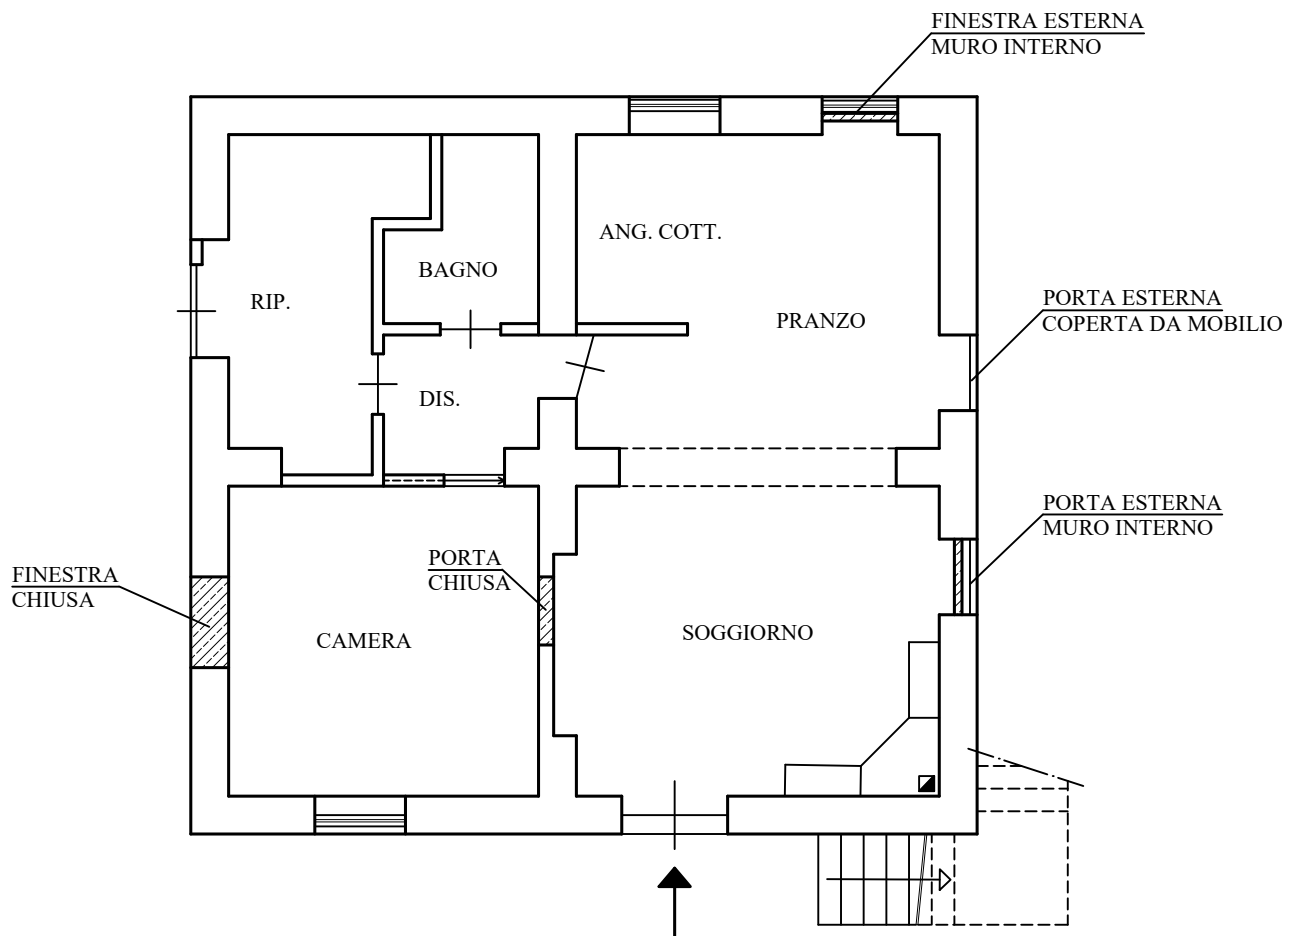 FINESTRA ESTERNA
MURO INTERNO
ANG. COTT.
BAGNO
RIP.
PRANZO
PORTA ESTERNA
COPERTA DA MOBILIO
DIS.
PORTA ESTERNA
MURO INTERNO
FINESTRA
CHIUSA
PORTA
CHIUSA
CAMERA
SOGGIORNO